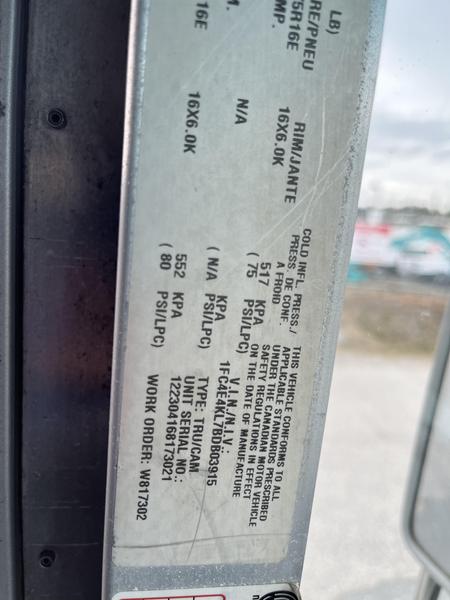 LB)
RE/PNEU
5R16E
MP.
16E
RIM/JANTE
16X6.0K
N/A
16X6.0K
COLD INFL. PRESS./
PRESS. DE CONF.
A FROID
517 KPA
( 75 PSI/LPC)
KPA
( N/A PSI/LPC)
552 KPA
( 80 PSI/LPC)
THIS VEHICLE CONFORMS TO ALL
APPLICABLE STANDARDS PRESCRIBED
UNDER THE CANADIAN MOTOR VEHICLE
SAFETY REGULATIONS IN EFFECT
ON THE DATE OF MANUFACTURE
V.I.N./N.I.V.:
1FC4E4KL7BDB03915
TYPE: TRU/CAM
UNIT SERIAL NO.:
122304168173021
WORK ORDER: W817302